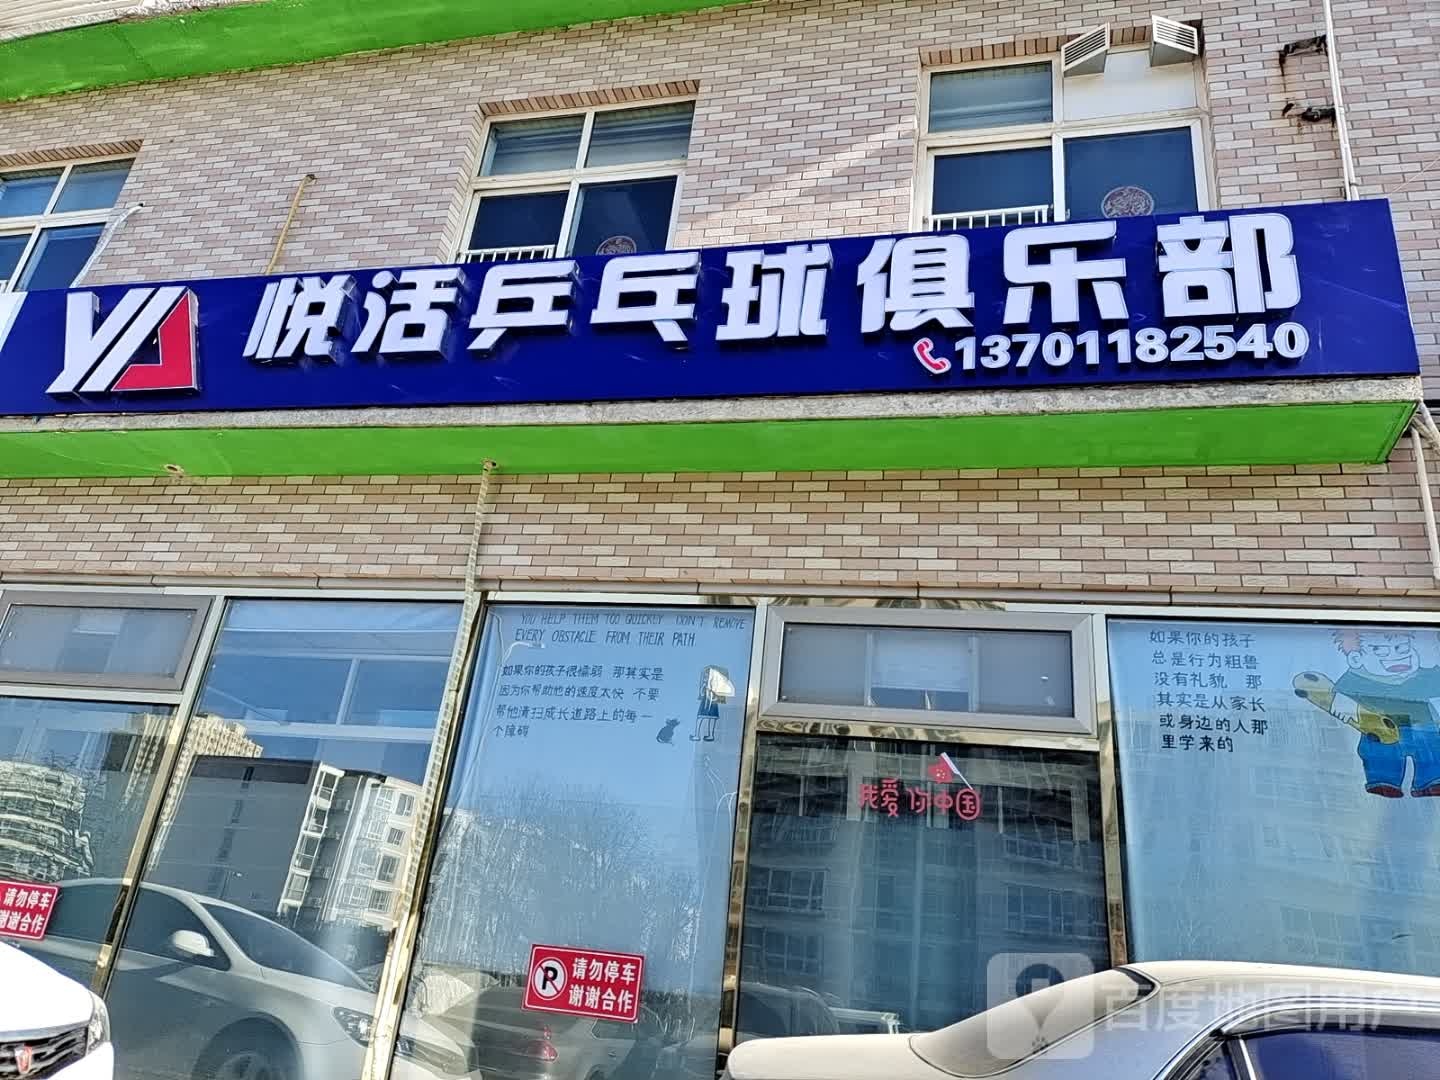 悦活乒乓球俱乐部
13701182540
YOU HELP THEM TOO QUICKLY DON'T REMOVE
EVERY OBSTACLE FROM THEIR PATH
如果你的孩子很懦弱 那其实是
因为你帮助他的速度太快 不要
帮他清扫成长道路上的每一
个障碍
我爱你中国
如果你的孩子
总是行为粗鲁
没有礼貌 那
其实是从家长
或身边的人那
里学来的
请勿停车
谢谢合作
P
请勿停车
谢谢合作
百度地图用户